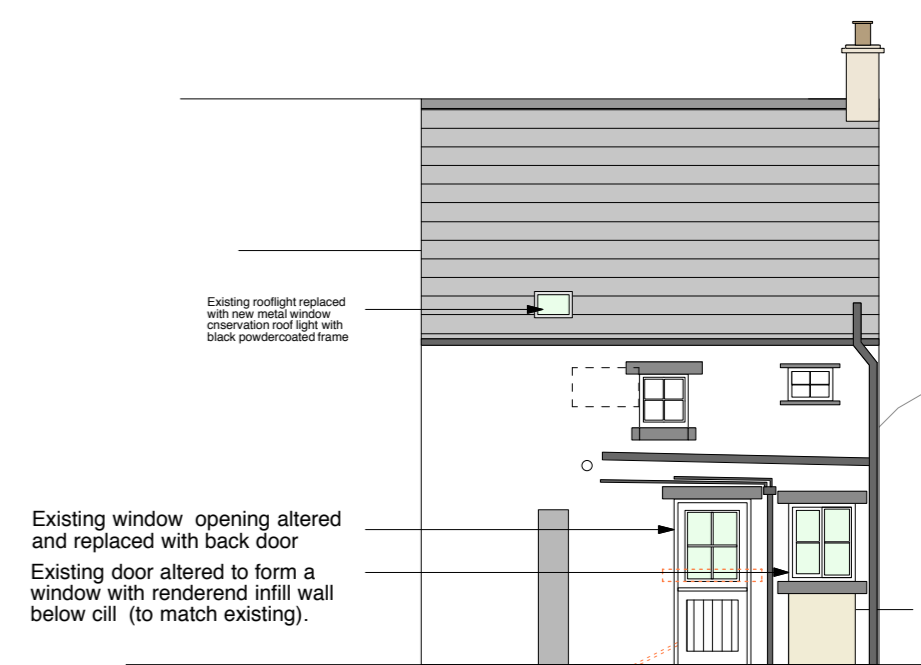 Existing rooflight replaced
with new metal window
cnservation roof light with
black powdercoated frame
Existing window opening altered
and replaced with back door
Existing door altered to form a
window with renderend infill wall
below cill (to match existing).